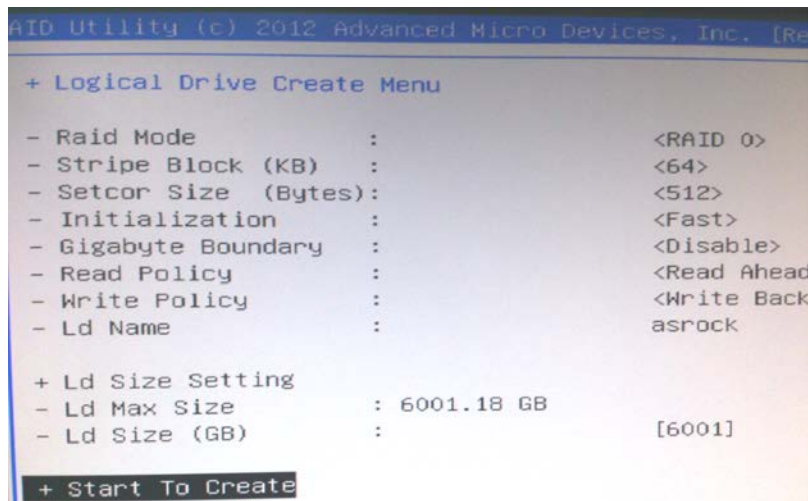 AID Utility (c) 2012 Advanced Micro Devices, Inc. [Re
+ Logical Drive Create Menu
- Raid Mode : <RAID 0>
- Stripe Block (KB) : <64>
- Setcor Size (Bytes): <512>
- Initialization : <Fast>
- Gigabyte Boundary : <Disable>
- Read Policy : <Read Ahead
- Write Policy : <Write Back
- Ld Name : asrock
+ Ld Size Setting
- Ld Max Size : 6001.18 GB
- Ld Size (GB) : [6001]
+ Start To Create